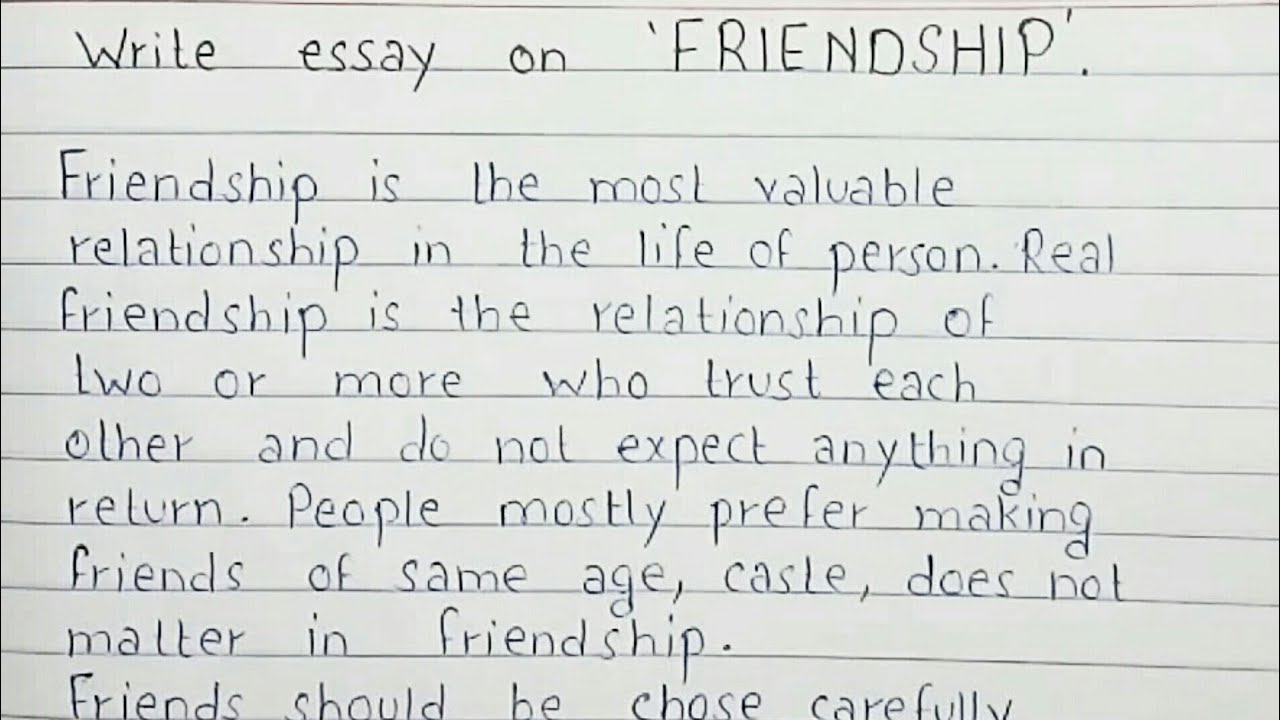 Write essay on 'FRIENDSHIP'.
Friendship is the most valuable
relationship in the life of person. Real
friendship is the relationship of
two or more who trust each
other and do not expect anything in
return. People mostly prefer making
friends of same age, caste, does not
matter in friendship.
Friends should be chose carefully